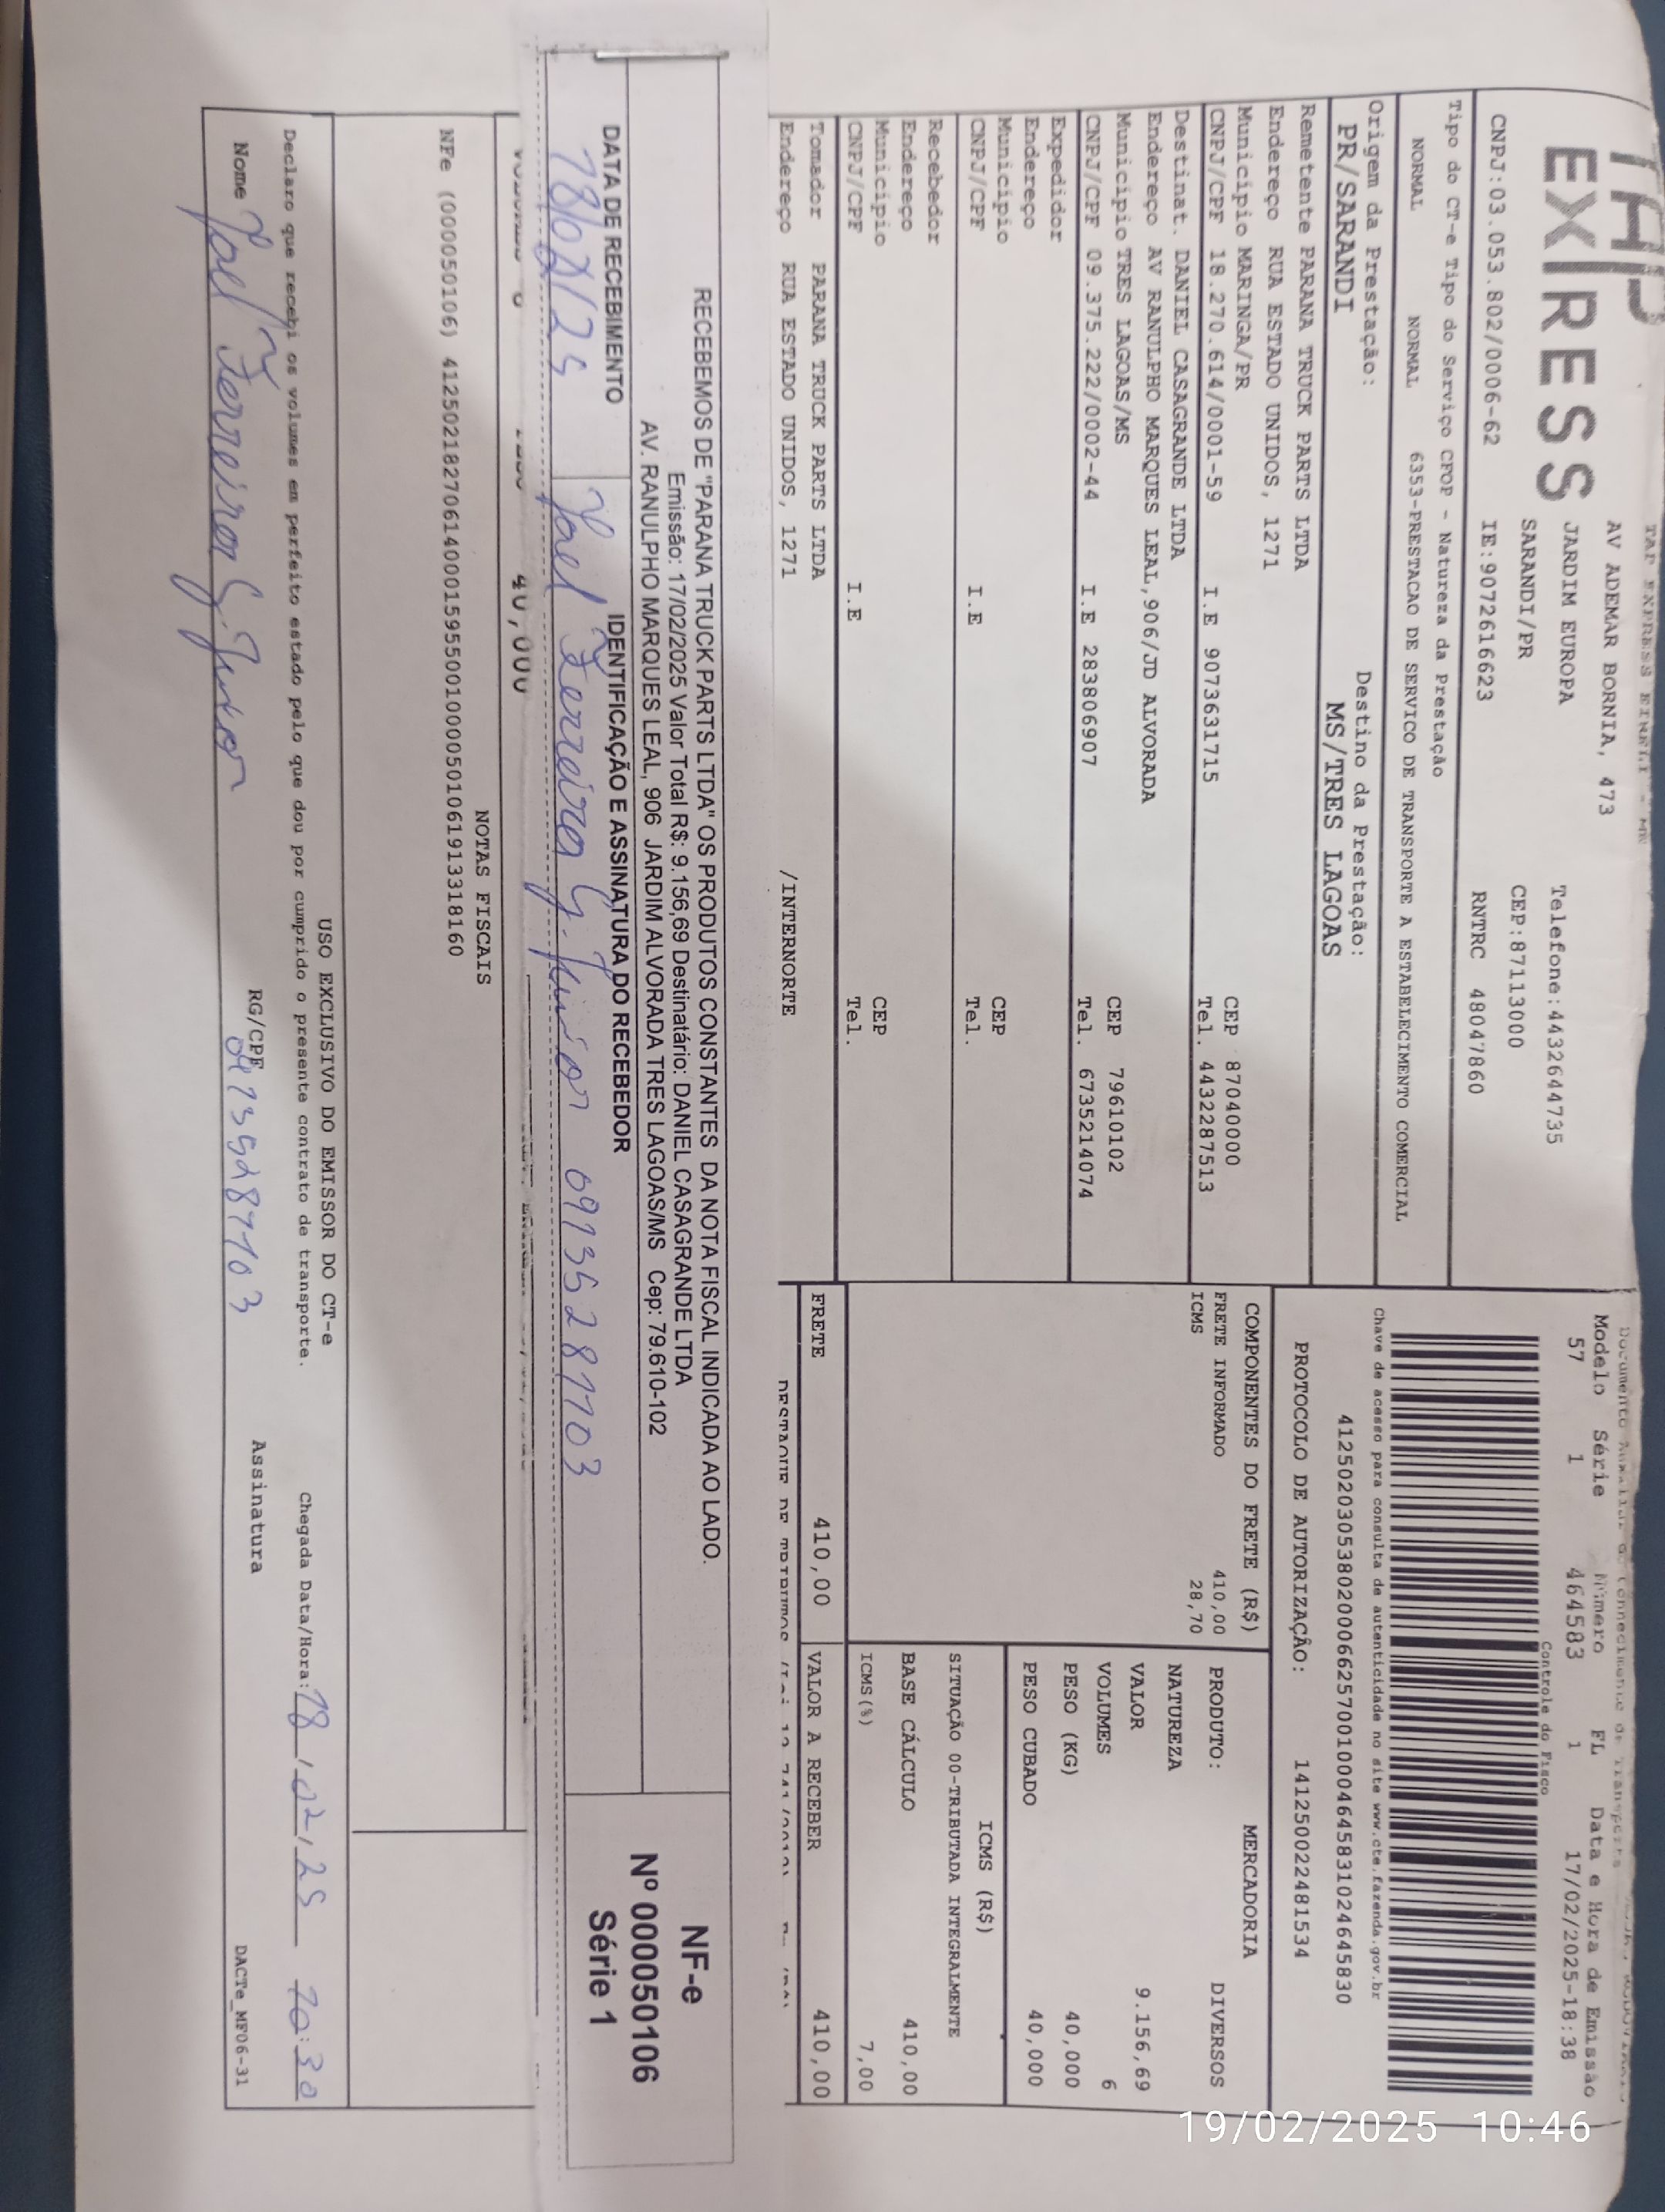 TAP EXPRESS EIRELI - ME
TAP
EXPRESS
AV ADEMAR BORNIA, 473
JARDIM EUROPA
Telefone:4432644735
SARANDI/PR
CEP:87113000
CNPJ:03.053.802/0006-62 IE:9072616623 RNTRC 48047860
Modelo Série Número FL Data e Hora de Emissão
57 1 464583 1 17/02/2025-18:38
Controle do Fisco
Chave de acesso para consulta de autenticidade no site www.cte.fazenda.gov.br
41250203053802000662570010004645831024645830
PROTOCOLO DE AUTORIZAÇÃO: 141250022481534
Tipo do CT-e Tipo do Serviço CFOP - Natureza da Prestação
NORMAL NORMAL 6353-PRESTACAO DE SERVICO DE TRANSPORTE A ESTABELECIMENTO COMERCIAL
Origem da Prestação: Destino da Prestação:
PR/SARANDI MS/TRES LAGOAS
Remetente PARANA TRUCK PARTS LTDA
Endereço RUA ESTADO UNIDOS, 1271
Município MARINGA/PR CEP 87040000
CNPJ/CPF 18.270.614/0001-59 I.E 9073631715 Tel. 4432287513
Destinat. DANIEL CASAGRANDE LTDA
Endereço AV RANULPHO MARQUES LEAL,906/JD ALVORADA
Município TRES LAGOAS/MS CEP 79610102
CNPJ/CPF 09.375.222/0002-44 I.E 283806907 Tel. 6735214074
Expedidor
Endereço
Município CEP
CNPJ/CPF I.E Tel.
Recebedor
Endereço
Município CEP
CNPJ/CPF I.E Tel.
Tomador PARANA TRUCK PARTS LTDA
Endereço RUA ESTADO UNIDOS, 1271 /INTERNORTE
COMPONENTES DO FRETE (R$)
FRETE INFORMADO 410,00
ICMS 28,70
MERCADORIA
PRODUTO: DIVERSOS
NATUREZA
VALOR 9.156,69
VOLUMES 6
PESO (KG) 40,000
PESO CUBADO 40,000
ICMS (R$)
SITUAÇÃO 00-TRIBUTADA INTEGRALMENTE
BASE CÁLCULO 410,00
ICMS(%) 7,00
FRETE 410,00 VALOR A RECEBER 410,00
DESTAQUE DE TRIBUTOS
RECEBEMOS DE "PARANA TRUCK PARTS LTDA" OS PRODUTOS CONSTANTES DA NOTA FISCAL INDICADA AO LADO.
Emissão: 17/02/2025 Valor Total R$: 9.156,69 Destinatário: DANIEL CASAGRANDE LTDA
AV. RANULPHO MARQUES LEAL, 906 JARDIM ALVORADA TRES LAGOAS/MS Cep: 79.610-102
DATA DE RECEBIMENTO IDENTIFICAÇÃO E ASSINATURA DO RECEBEDOR
18/02/25 Joel Ferreira G. Junior 09735287103
NF-e
Nº 000050106
Série 1
40,000
NOTAS FISCAIS
NFe (000050106) 41250218270614000159550010000501061913318160
USO EXCLUSIVO DO EMISSOR DO CT-e
Declaro que recebi os volumes em perfeito estado pelo que dou por cumprido o presente contrato de transporte. Chegada Data/Hora: 18/02/25 10:30
Nome Joel Ferreira G. Junior RG/CPF 09735287103 Assinatura
DACTe_MF06-31
19/02/2025 10:46